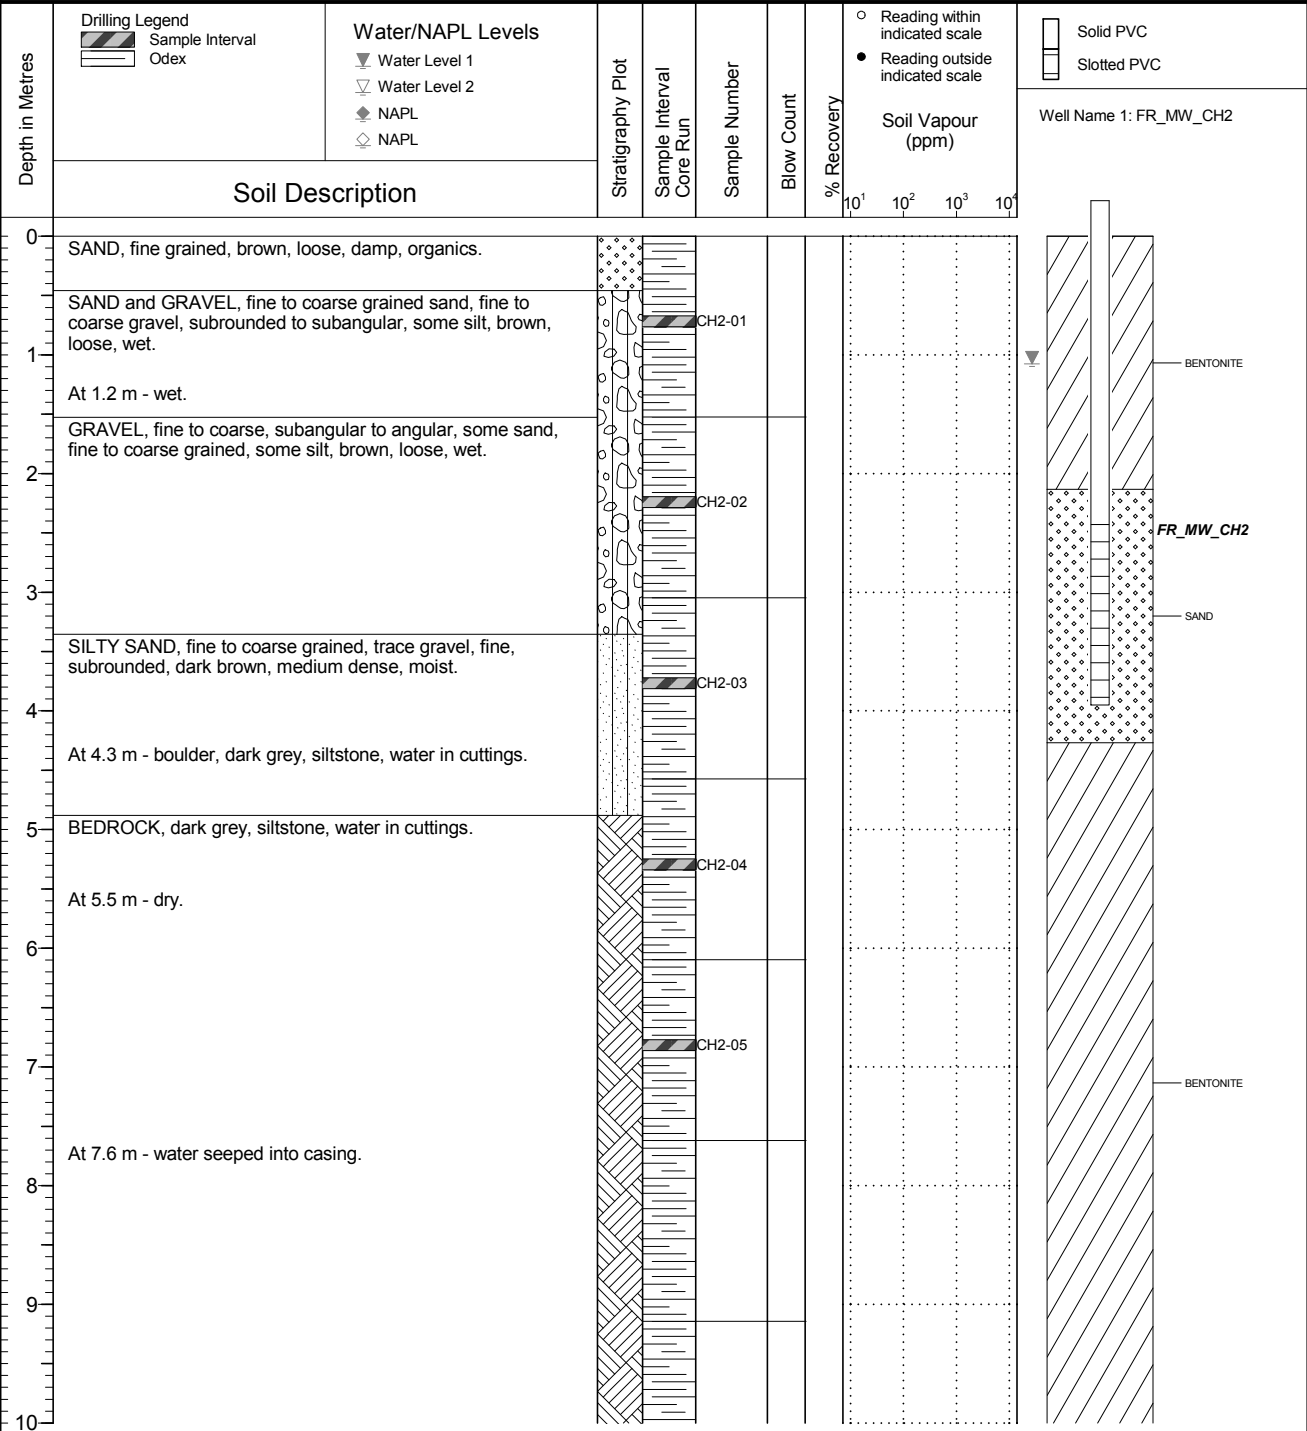 Drilling Legend
Sample Interval
Odex
Water/NAPL Levels
Water Level 1
Water Level 2
NAPL
NAPL
Depth in Metres
Soil Description
Stratigraphy Plot
Sample Interval
Core Run
Sample Number
Blow Count
% Recovery
Reading within
indicated scale
Reading outside
indicated scale
Soil Vapour
(ppm)
10¹ 10² 10³ 10⁴
Solid PVC
Slotted PVC
Well Name 1: FR_MW_CH2
0
SAND, fine grained, brown, loose, damp, organics.
SAND and GRAVEL, fine to coarse grained sand, fine to
coarse gravel, subrounded to subangular, some silt, brown,
loose, wet.
CH2-01
1
BENTONITE
At 1.2 m - wet.
GRAVEL, fine to coarse, subangular to angular, some sand,
fine to coarse grained, some silt, brown, loose, wet.
2
CH2-02
FR_MW_CH2
3
SAND
SILTY SAND, fine to coarse grained, trace gravel, fine,
subrounded, dark brown, medium dense, moist.
CH2-03
4
At 4.3 m - boulder, dark grey, siltstone, water in cuttings.
5
BEDROCK, dark grey, siltstone, water in cuttings.
CH2-04
At 5.5 m - dry.
6
CH2-05
7
BENTONITE
At 7.6 m - water seeped into casing.
8
9
10